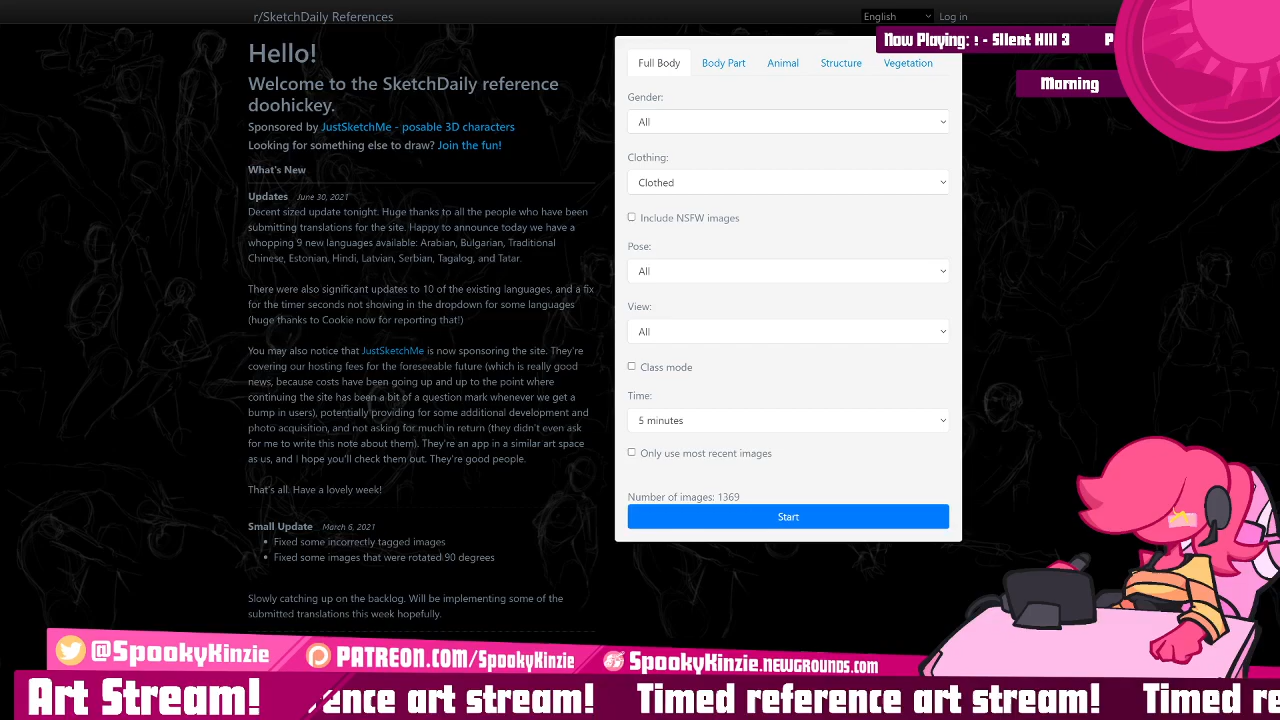 r/SketchDaily References
English
Log in
Now Playing: : - Silent Hill 3 P
Morning
Hello!
Welcome to the SketchDaily reference
doohickey.
Sponsored by JustSketchMe - posable 3D characters
Looking for something else to draw? Join the fun!
What's New
Updates June 30, 2021
Decent sized update tonight. Huge thanks to all the people who have been
submitting translations for the site. Happy to announce today we have a
whopping 9 new languages available: Arabian, Bulgarian, Traditional
Chinese, Estonian, Hindi, Latvian, Serbian, Tagalog, and Tatar.
There were also significant updates to 10 of the existing languages, and a fix
for the timer seconds not showing in the dropdown for some languages
(huge thanks to Cookie now for reporting that!)
You may also notice that JustSketchMe is now sponsoring the site. They're
covering our hosting fees for the foreseeable future (which is really good
news, because costs have been going up and up to the point where
continuing the site has been a bit of a question mark whenever we get a
bump in users), potentially providing for some additional development and
photo acquisition, and not asking for much in return (they didn't even ask
for me to write this note about them). They're an app in a similar art space
as us, and I hope you'll check them out. They're good people.
That's all. Have a lovely week!
Small Update March 6, 2021
Fixed some incorrectly tagged images
Fixed some images that were rotated 90 degrees
Slowly catching up on the backlog. Will be implementing some of the
submitted translations this week hopefully.
Full Body
Body Part
Animal
Structure
Vegetation
Gender:
All
Clothing:
Clothed
Include NSFW images
Pose:
All
View:
All
Class mode
Time:
5 minutes
Only use most recent images
Number of images: 1369
Start
@SpookyKinzie
PATREON.COM/SpookyKinzie
SpookyKinzie.NEWGROUNDS.com
Art Stream!
ence art stream! Timed reference art stream! Timed re